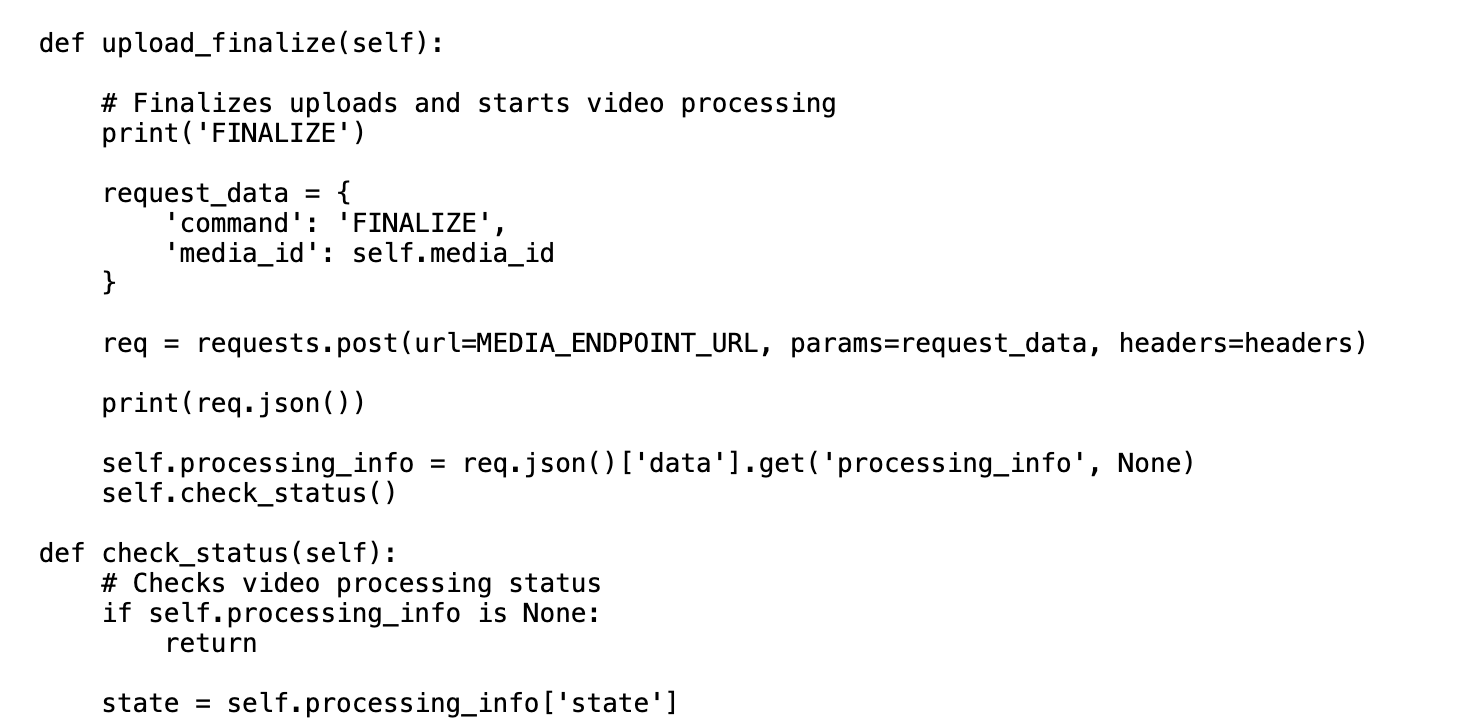 def upload_finalize(self):
# Finalizes uploads and starts video processing
print('FINALIZE')
request_data = {
'command': 'FINALIZE',
'media_id': self.media_id
}
req = requests.post(url=MEDIA_ENDPOINT_URL, params=request_data, headers=headers)
print(req.json())
self.processing_info = req.json()['data'].get('processing_info', None)
self.check_status()
def check_status(self):
# Checks video processing status
if self.processing_info is None:
return
state = self.processing_info['state']